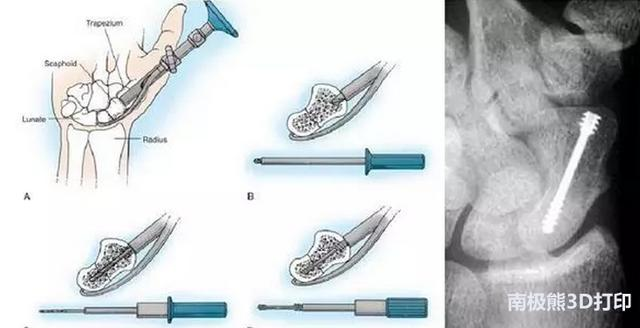 Trapezium
Scaphoid
Lunate
Radius
A
B
南极熊3D打印